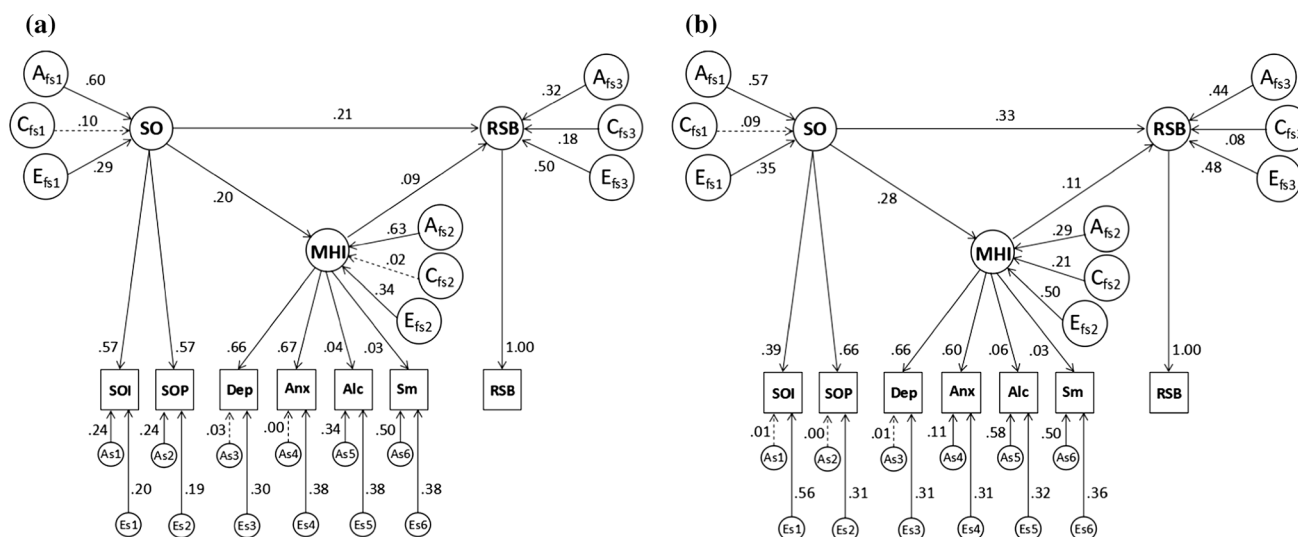 (a)
A fs1
.60
C fs1
.10
E fs1
.29
SO
.21
RSB
.32
A fs3
C fs3
.18
.50
E fs3
.20
.09
MHI
.63
A fs2
.02
C fs2
.34
E fs2
.57
.57
.66
.67
.04
.03
1.00
SOI
SOP
Dep
Anx
Alc
Sm
RSB
.24
.24
.03
.00
.34
.50
As1
As2
As3
As4
As5
As6
.20
.19
.30
.38
.38
.38
Es1
Es2
Es3
Es4
Es5
Es6
(b)
A fs1
.57
C fs1
.09
E fs1
.35
SO
.33
RSB
.44
A fs3
C fs3
.08
.48
E fs3
.28
.11
MHI
.29
A fs2
.21
C fs2
.50
E fs2
.39
.66
.66
.60
.06
.03
1.00
SOI
SOP
Dep
Anx
Alc
Sm
RSB
.01
.00
.01
.11
.58
.50
As1
As2
As3
As4
As5
As6
.56
.31
.31
.31
.32
.36
Es1
Es2
Es3
Es4
Es5
Es6